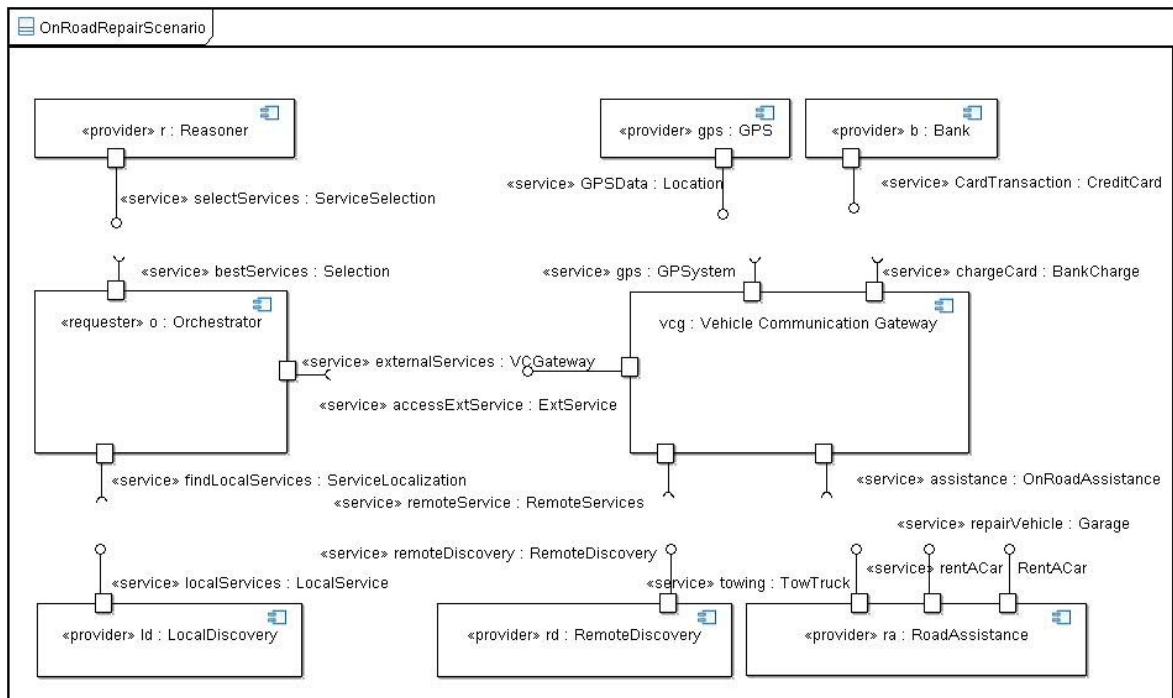 OnRoadRepairScenario
«provider» r : Reasoner
«provider» gps : GPS
«provider» b : Bank
«service» selectServices : ServiceSelection
«service» GPSData : Location
«service» CardTransaction : CreditCard
«service» bestServices : Selection
«service» gps : GPSystem
«service» chargeCard : BankCharge
«requester» o : Orchestrator
vcg : Vehicle Communication Gateway
«service» externalServices : VCGateway
«service» accessExtService : ExtService
«service» findLocalServices : ServiceLocalization
«service» assistance : OnRoadAssistance
«service» remoteService : RemoteServices
«service» repairVehicle : Garage
«service» remoteDiscovery : RemoteDiscovery
«service» rentACar RentACar
«service» localServices : LocalService
«service» towing : TowTruck
«provider» ld : LocalDiscovery
«provider» rd : RemoteDiscovery
«provider» ra : RoadAssistance